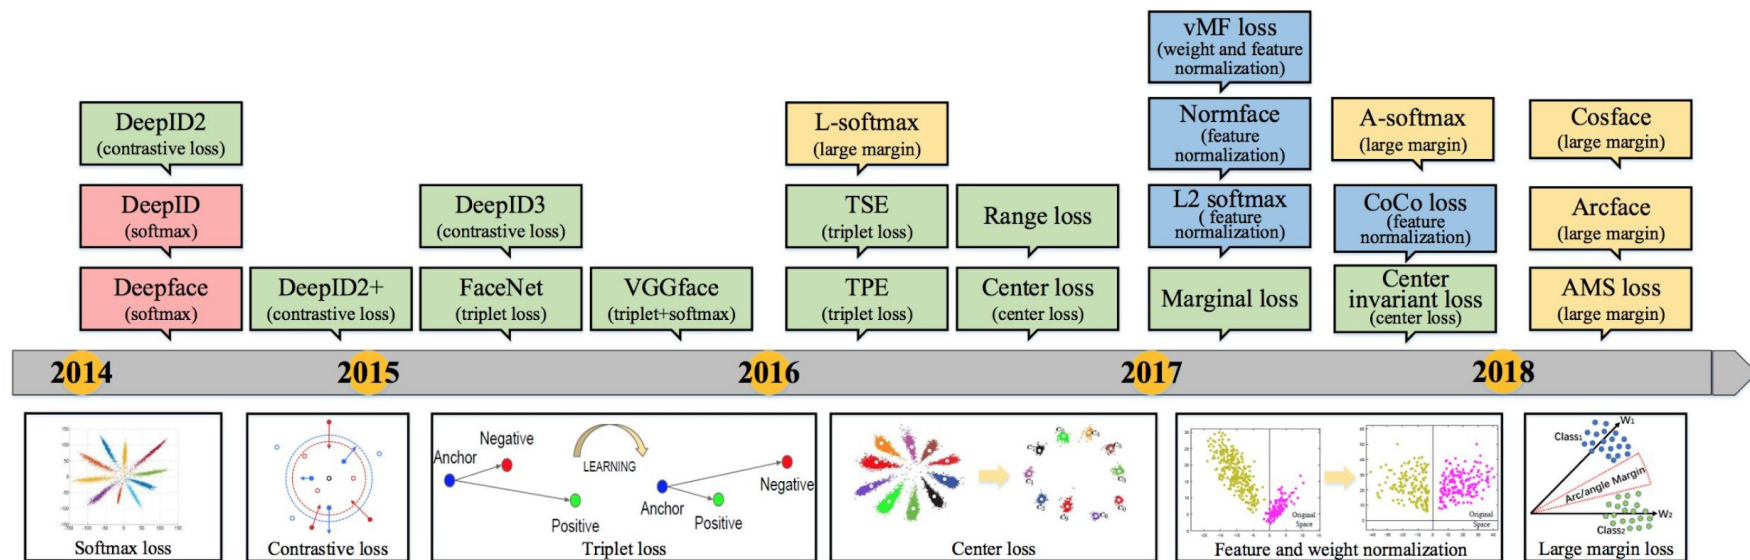 vMF loss
(weight and feature
normalization)
DeepID2
(contrastive loss)
L-softmax
(large margin)
Normface
(feature
normalization)
A-softmax
(large margin)
Cosface
(large margin)
DeepID
(softmax)
DeepID3
(contrastive loss)
TSE
(triplet loss)
Range loss
L2 softmax
( feature
normalization)
CoCo loss
(feature
normalization)
Arcface
(large margin)
Deepface
(softmax)
DeepID2+
(contrastive loss)
FaceNet
(triplet loss)
VGGface
(triplet+softmax)
TPE
(triplet loss)
Center loss
(center loss)
Marginal loss
Center
invariant loss
(center loss)
AMS loss
(large margin)
2014
2015
2016
2017
2018
Softmax loss
Contrastive loss
Anchor
Negative
Positive
LEARNING
Anchor
Negative
Positive
Triplet loss
Center loss
Original
Space
Original
Space
Feature and weight normalization
Class₁
W₁
Arc/angle Margin
W₂
Class₂
Large margin loss